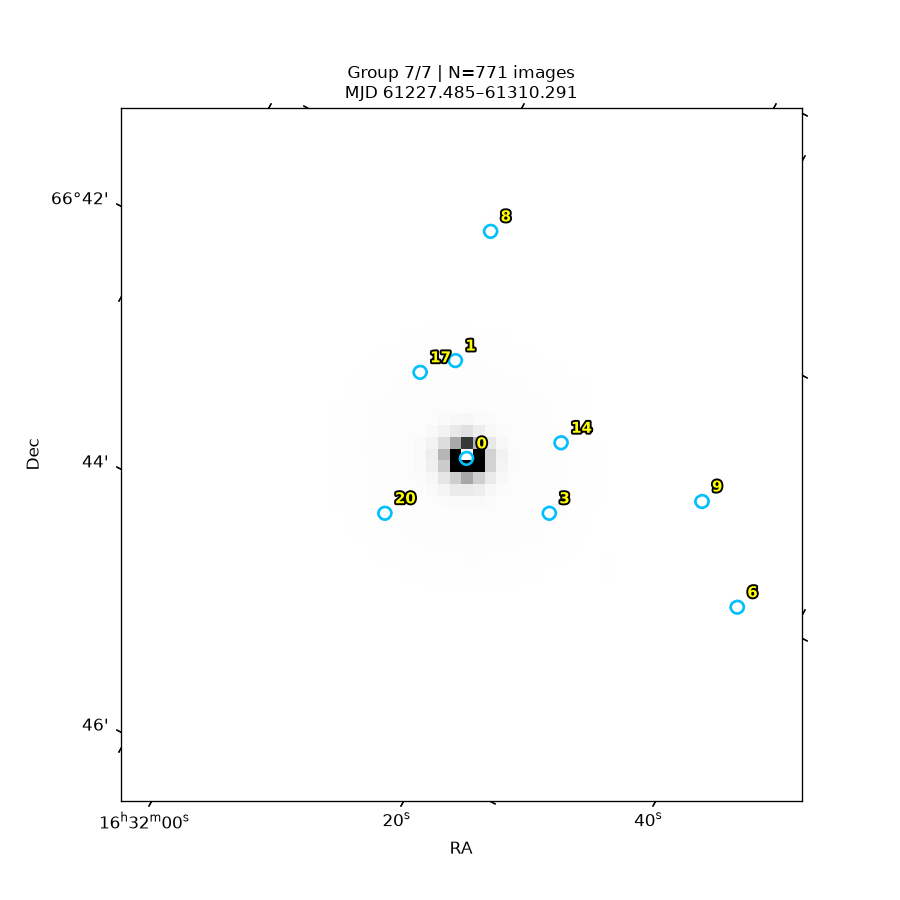 Group 7/7 | N=771 images
MJD 61227.485–61310.291
66°42'
8
1
17
0
14
44'
Dec
9
20
3
6
46'
16ʰ32ᵐ00ˢ
20ˢ
40ˢ
RA